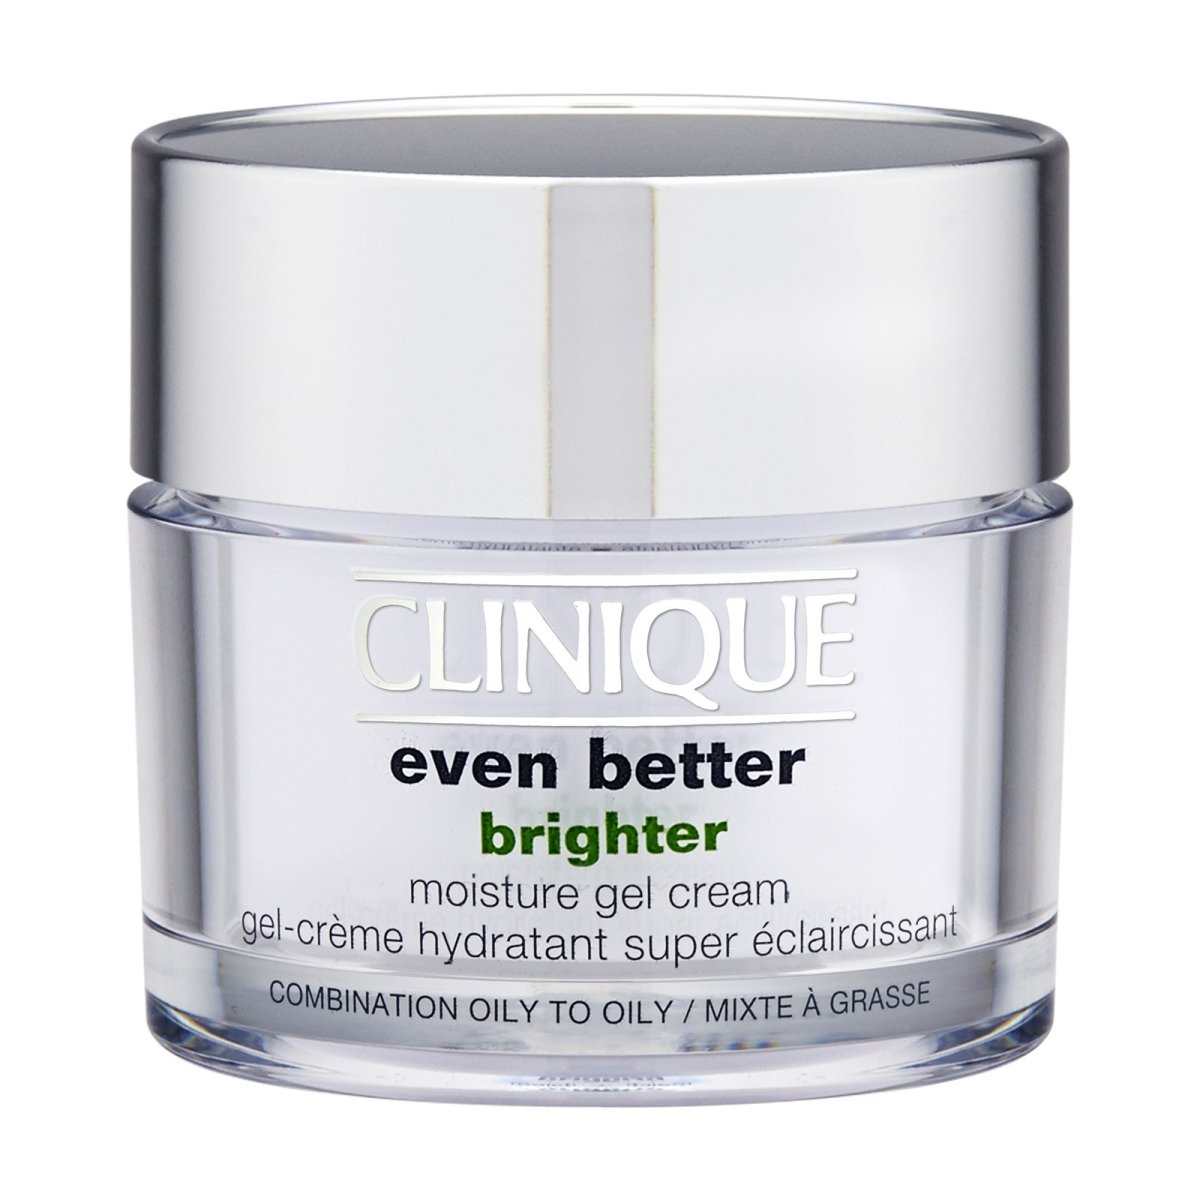 CLINIQUE
even better
brighter
moisture gel cream
gel-crème hydratant super éclaircissant
COMBINATION OILY TO OILY / MIXTE À GRASSE